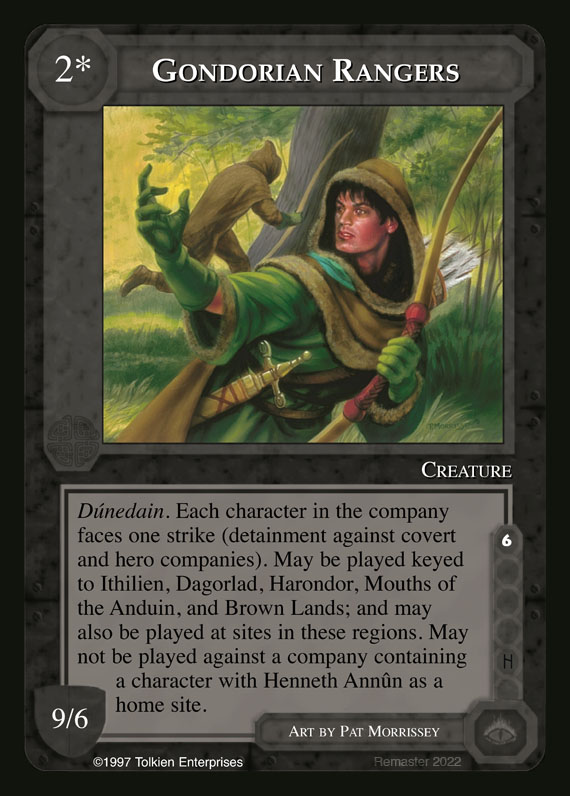 2*
GONDORIAN RANGERS
CREATURE
Dúnedain. Each character in the company
faces one strike (detainment against covert
and hero companies). May be played keyed
to Ithilien, Dagorlad, Harondor, Mouths of
the Anduin, and Brown Lands; and may
also be played at sites in these regions. May
not be played against a company containing
a character with Henneth Annûn as a
home site.
6
H
9/6
ART BY PAT MORRISSEY
©1997 Tolkien Enterprises
Remaster 2022